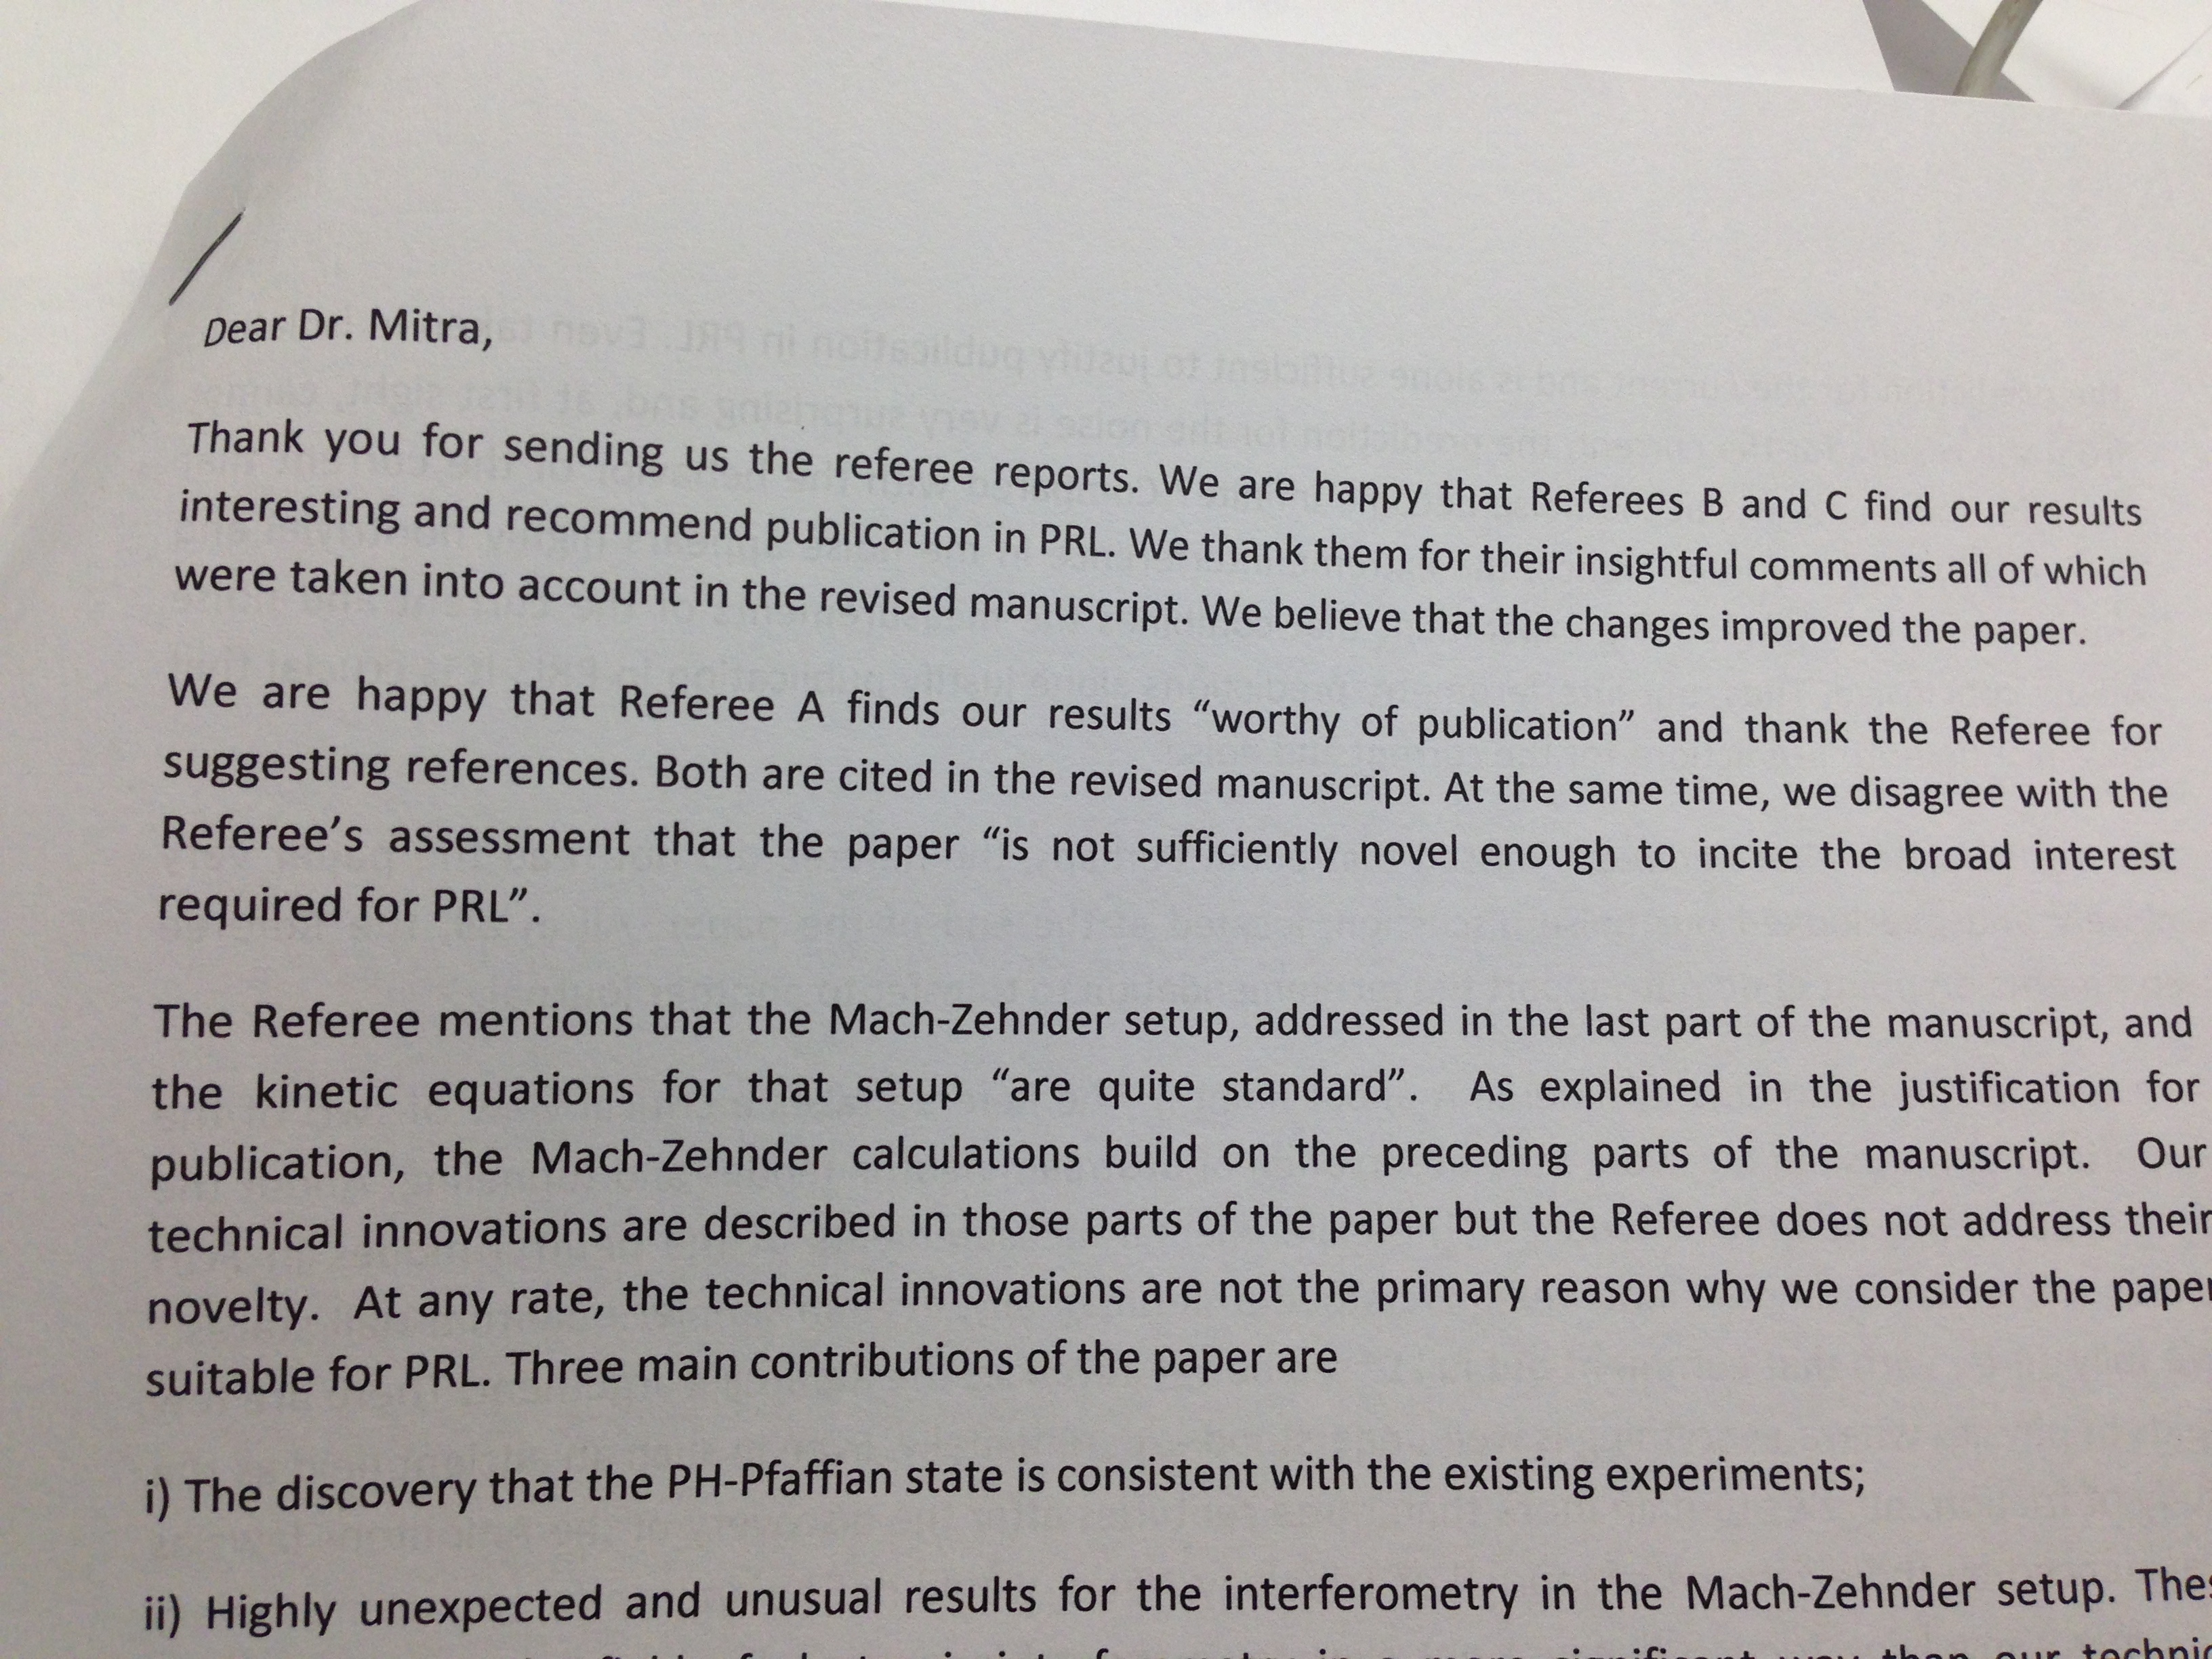 Dear Dr. Mitra,
Thank you for sending us the referee reports. We are happy that Referees B and C find our results
interesting and recommend publication in PRL. We thank them for their insightful comments all of which
were taken into account in the revised manuscript. We believe that the changes improved the paper.
We are happy that Referee A finds our results “worthy of publication” and thank the Referee for
suggesting references. Both are cited in the revised manuscript. At the same time, we disagree with the
Referee’s assessment that the paper “is not sufficiently novel enough to incite the broad interest
required for PRL”.
The Referee mentions that the Mach-Zehnder setup, addressed in the last part of the manuscript, and
the kinetic equations for that setup “are quite standard”. As explained in the justification for
publication, the Mach-Zehnder calculations build on the preceding parts of the manuscript. Our
technical innovations are described in those parts of the paper but the Referee does not address their
novelty. At any rate, the technical innovations are not the primary reason why we consider the paper
suitable for PRL. Three main contributions of the paper are
i) The discovery that the PH-Pfaffian state is consistent with the existing experiments;
ii) Highly unexpected and unusual results for the interferometry in the Mach-Zehnder setup.
in a more significant way than our